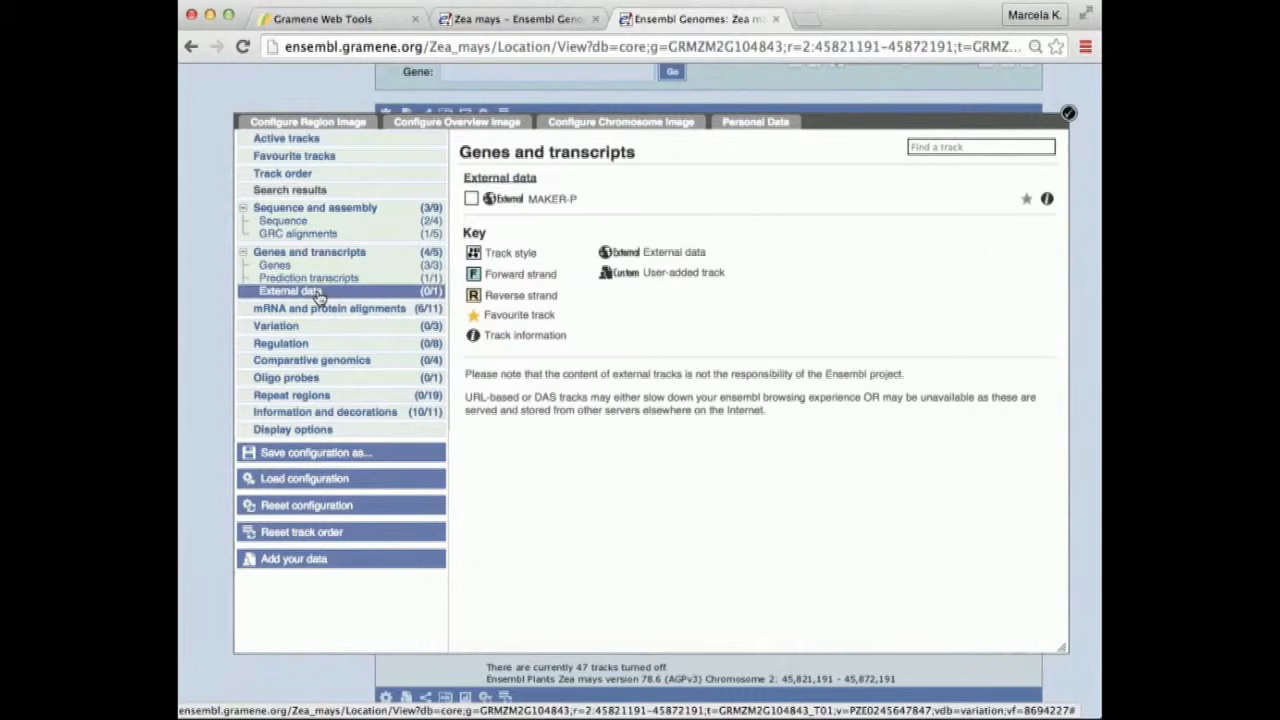 Gramene Web Tools
Zea mays – Ensembl Geno
Ensembl Genomes: Zea m
Marcela K.
ensembl.gramene.org/Zea_mays/Location/View?db=core;g=GRMZM2G104843;r=2:45821191-45872191;t=GRMZ...
Gene:
Go
Configure Region Image
Configure Overview Image
Configure Chromosome Image
Personal Data
Active tracks
Favourite tracks
Track order
Search results
Sequence and assembly (3/9)
Sequence (2/4)
GRC alignments (1/5)
Genes and transcripts (4/5)
Genes (3/3)
Prediction transcripts (1/1)
External data (0/1)
mRNA and protein alignments (6/11)
Variation (0/3)
Regulation (0/8)
Comparative genomics (0/4)
Oligo probes (0/1)
Repeat regions (0/19)
Information and decorations (10/11)
Display options
Save configuration as...
Load configuration
Reset configuration
Reset track order
Add your data
Genes and transcripts
Find a track
External data
External MAKER-P
Key
Track style
External External data
F Forward strand
Custom User-added track
R Reverse strand
Favourite track
Track information
Please note that the content of external tracks is not the responsibility of the Ensembl project.
URL-based or DAS tracks may either slow down your ensembl browsing experience OR may be unavailable as these are
served and stored from other servers elsewhere on the Internet.
There are currently 47 tracks turned off.
Ensembl Plants Zea mays version 78.6 (AGPv3) Chromosome 2: 45,821,191 - 45,872,191
ensembl.gramene.org/Zea_mays/Location/View?db=core;g=GRMZM2G104843;r=2:45821191-45872191;t=GRMZM2G104843_T01;v=PZE0245647847;vdb=variation;vf=8694227#